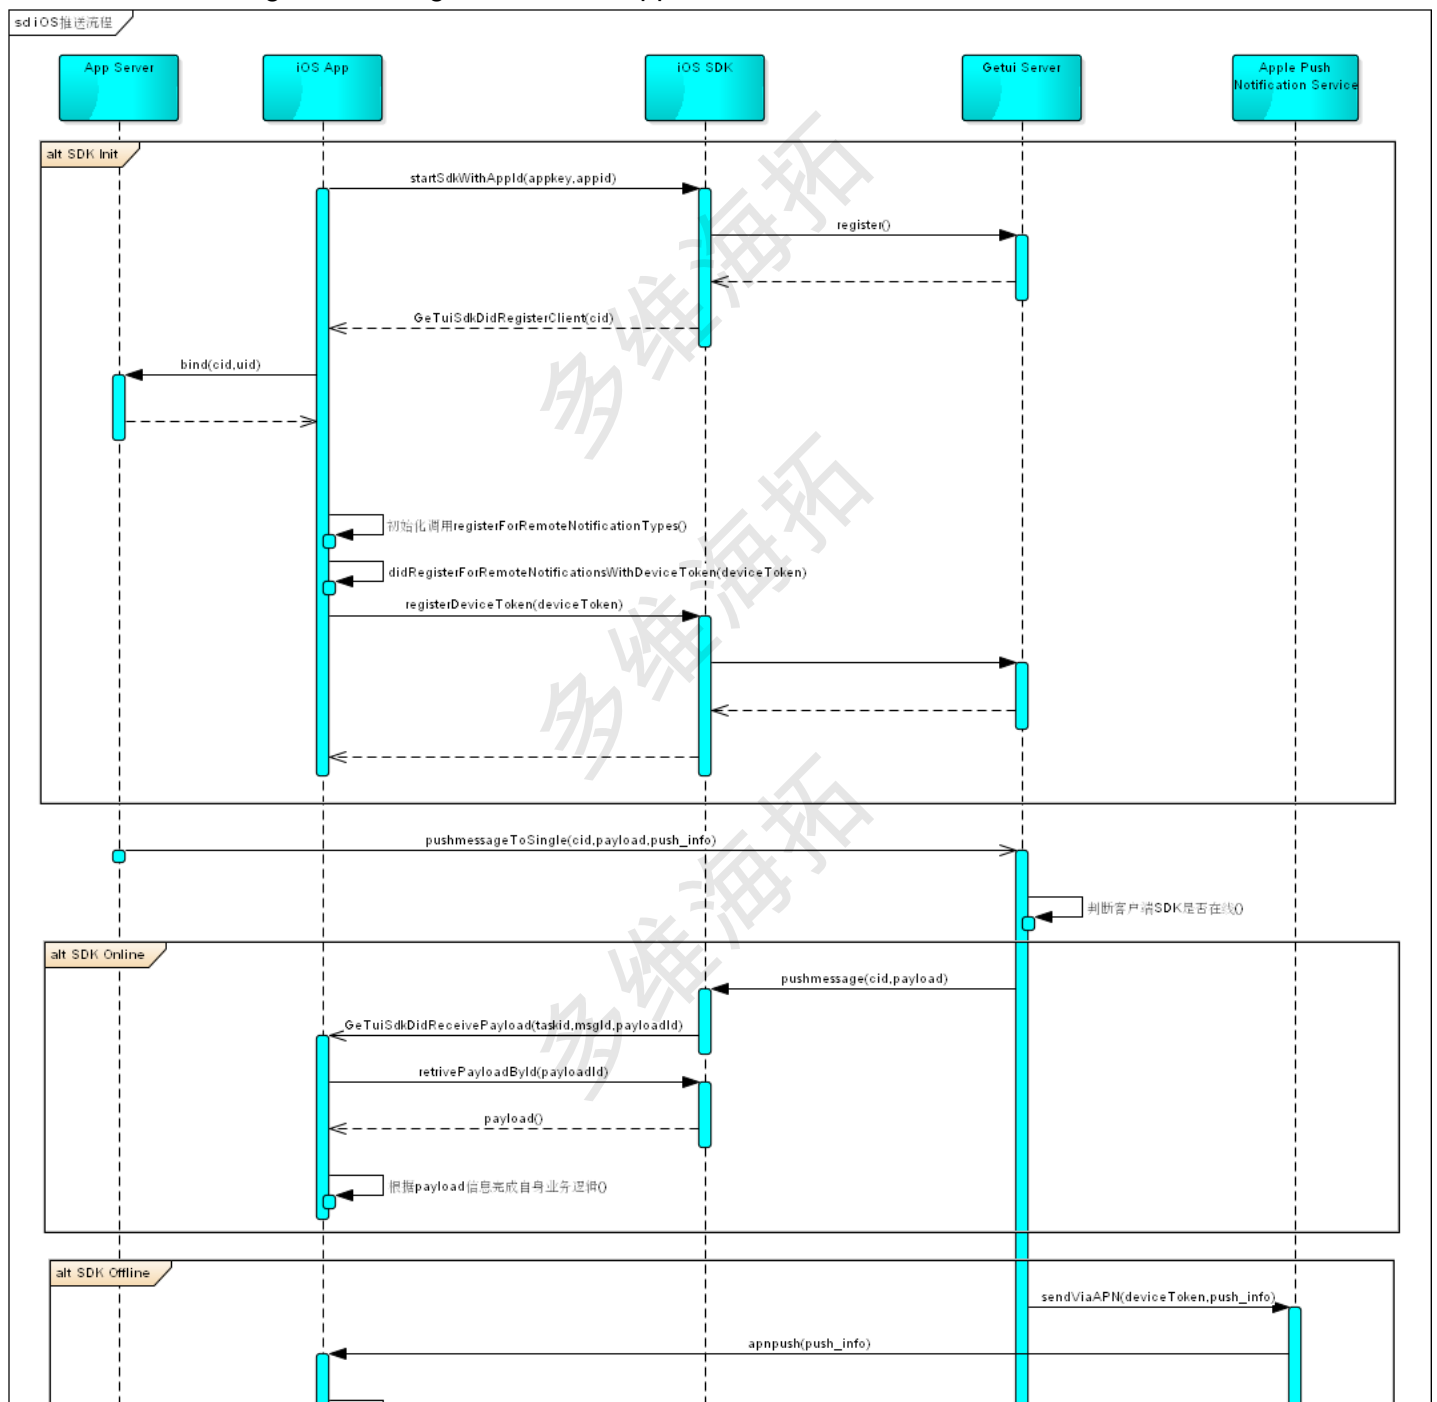 sd iOS推送流程
App Server
iOS App
iOS SDK
Getui Server
Apple Push
Notification Service
alt SDK Init
startSdkWithAppId(appkey,appid)
register()
GeTuiSdkDidRegisterClient(cid)
bind(cid,uid)
初始化调用registerForRemoteNotificationTypes()
didRegisterForRemoteNotificationsWithDeviceToken(deviceToken)
registerDeviceToken(deviceToken)
pushmessageToSingle(cid,payload,push_info)
判断客户端SDK是否在线()
alt SDK Online
pushmessage(cid,payload)
GeTuiSdkDidReceivePayload(taskid,msgId,payloadId)
retrivePayloadById(payloadId)
payload()
根据payload信息完成自身业务逻辑()
alt SDK Offline
sendViaAPN(deviceToken,push_info)
apnpush(push_info)
多维海拓
多维海拓
多维海拓